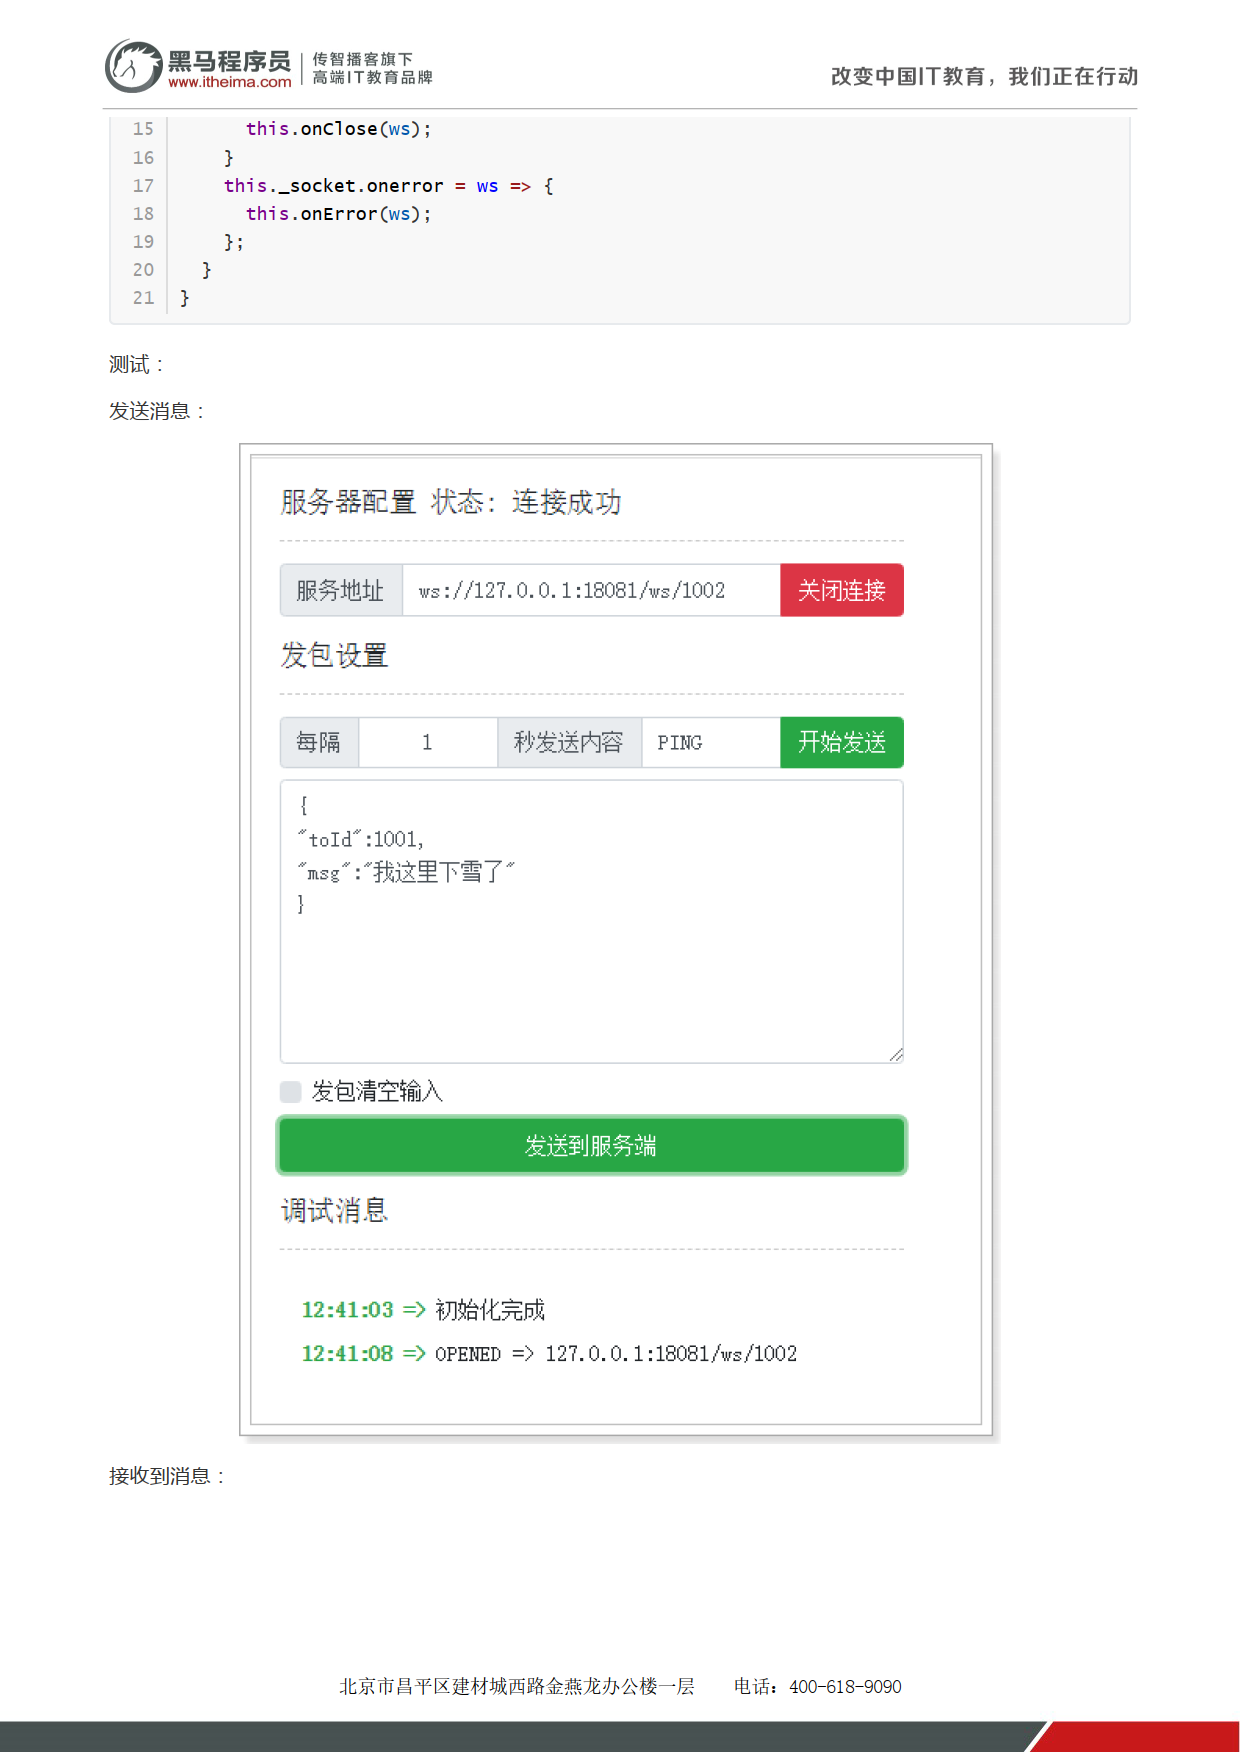 黑马程序员
www.itheima.com
传智播客旗下
高端IT教育品牌
改变中国IT教育，我们正在行动
15       this.onClose(ws);
16     }
17     this._socket.onerror = ws => {
18       this.onError(ws);
19     };
20   }
21 }
测试：
发送消息：
服务器配置 状态: 连接成功
服务地址 ws://127.0.0.1:18081/ws/1002 关闭连接
发包设置
每隔 1 秒发送内容 PING 开始发送
{
"toId":1001,
"msg":"我这里下雪了"
}
发包清空输入
发送到服务端
调试消息
12:41:03 => 初始化完成
12:41:08 => OPENED => 127.0.0.1:18081/ws/1002
接收到消息：
北京市昌平区建材城西路金燕龙办公楼一层 电话：400-618-9090